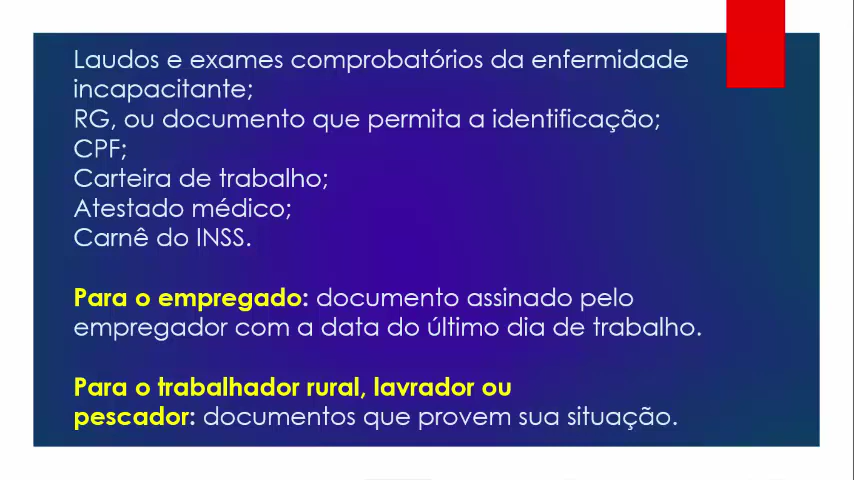 Laudos e exames comprobatórios da enfermidade
incapacitante;
RG, ou documento que permita a identificação;
CPF;
Carteira de trabalho;
Atestado médico;
Carnê do INSS.
Para o empregado: documento assinado pelo
empregador com a data do último dia de trabalho.
Para o trabalhador rural, lavrador ou
pescador: documentos que provem sua situação.